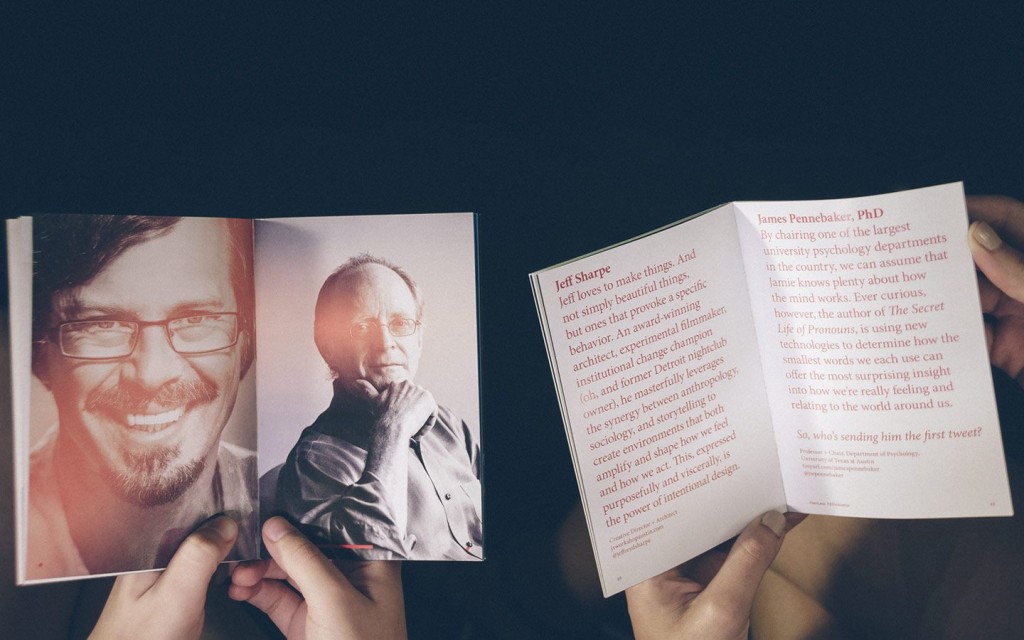 Jeff Sharpe
Jeff loves to make things. And
not simply beautiful things,
but ones that provoke a specific
behavior. An award-winning
architect, experimental filmmaker,
institutional change champion
(oh, and former Detroit nightclub
owner), he masterfully leverages
the synergy between anthropology,
sociology, and storytelling to
create environments that both
amplify and shape how we feel
and how we act. This, expressed
purposefully and viscerally, is
the power of intentional design.
Creative Director + Architect
James Pennebaker, PhD
By chairing one of the largest
university psychology departments
in the country, we can assume that
Jamie knows plenty about how
the mind works. Ever curious,
however, the author of The Secret
Life of Pronouns, is using new
technologies to determine how the
smallest words we each use can
offer the most surprising insight
into how we're really feeling and
relating to the world around us.
So, who's sending him the first tweet?
Professor + Chair, Department of Psychology,
University of Texas at Austin